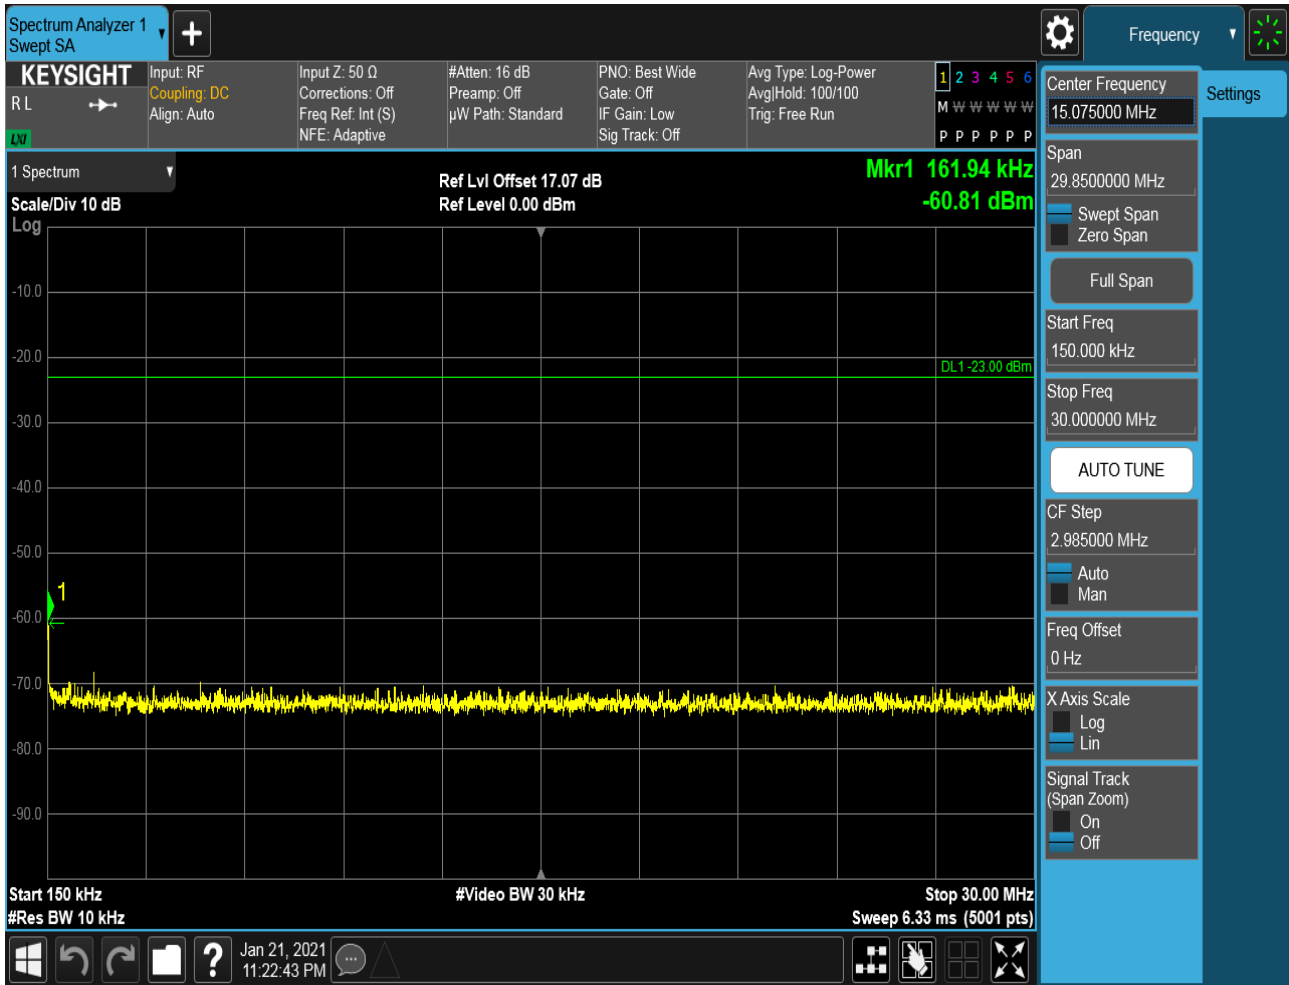 Spectrum Analyzer 1
Swept SA
+
Frequency
KEYSIGHT
R L
LXI
Input: RF
Coupling: DC
Align: Auto
Input Z: 50 Ω
Corrections: Off
Freq Ref: Int (S)
NFE: Adaptive
#Atten: 16 dB
Preamp: Off
µW Path: Standard
PNO: Best Wide
Gate: Off
IF Gain: Low
Sig Track: Off
Avg Type: Log-Power
Avg|Hold: 100/100
Trig: Free Run
1 2 3 4 5 6
M W W W W W
P P P P P P
1 Spectrum
Scale/Div 10 dB
Log
Ref Lvl Offset 17.07 dB
Ref Level 0.00 dBm
Mkr1 161.94 kHz
-60.81 dBm
-10.0
-20.0
DL1 -23.00 dBm
-30.0
-40.0
-50.0
1
-60.0
-70.0
-80.0
-90.0
Start 150 kHz
#Res BW 10 kHz
#Video BW 30 kHz
Stop 30.00 MHz
Sweep 6.33 ms (5001 pts)
Center Frequency
15.075000 MHz
Settings
Span
29.8500000 MHz
Swept Span
Zero Span
Full Span
Start Freq
150.000 kHz
Stop Freq
30.000000 MHz
AUTO TUNE
CF Step
2.985000 MHz
Auto
Man
Freq Offset
0 Hz
X Axis Scale
Log
Lin
Signal Track
(Span Zoom)
On
Off
?
Jan 21, 2021
11:22:43 PM